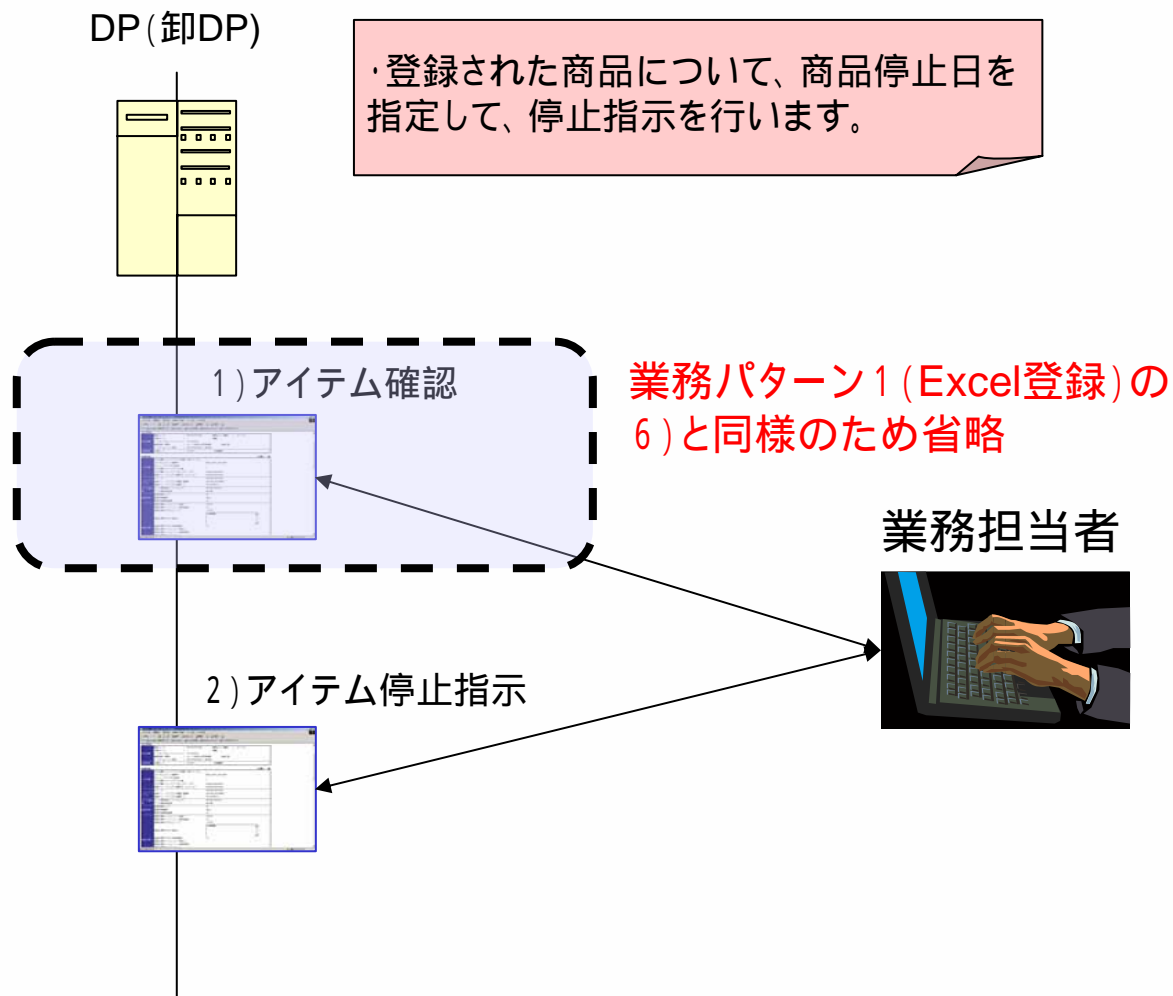 DP(卸DP)
・登録された商品について、商品停止日を
指定して、停止指示を行います。
1)アイテム確認
業務パターン1(Excel登録)の
6)と同様のため省略
業務担当者
2)アイテム停止指示